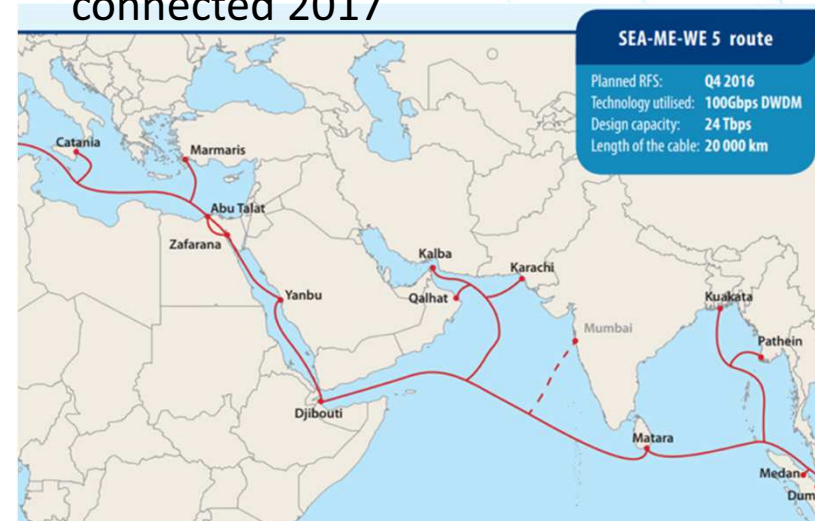 connected 2017
SEA-ME-WE 5 route
Planned RFS: Q4 2016
Technology utilised: 100Gbps DWDM
Design capacity: 24 Tbps
Length of the cable: 20 000 km
Catania
Marmaris
Abu Talat
Zafarana
Kalba
Karachi
Yanbu
Qalhat
Kuakata
Mumbai
Pathein
Djibouti
Matara
Medan
Dum